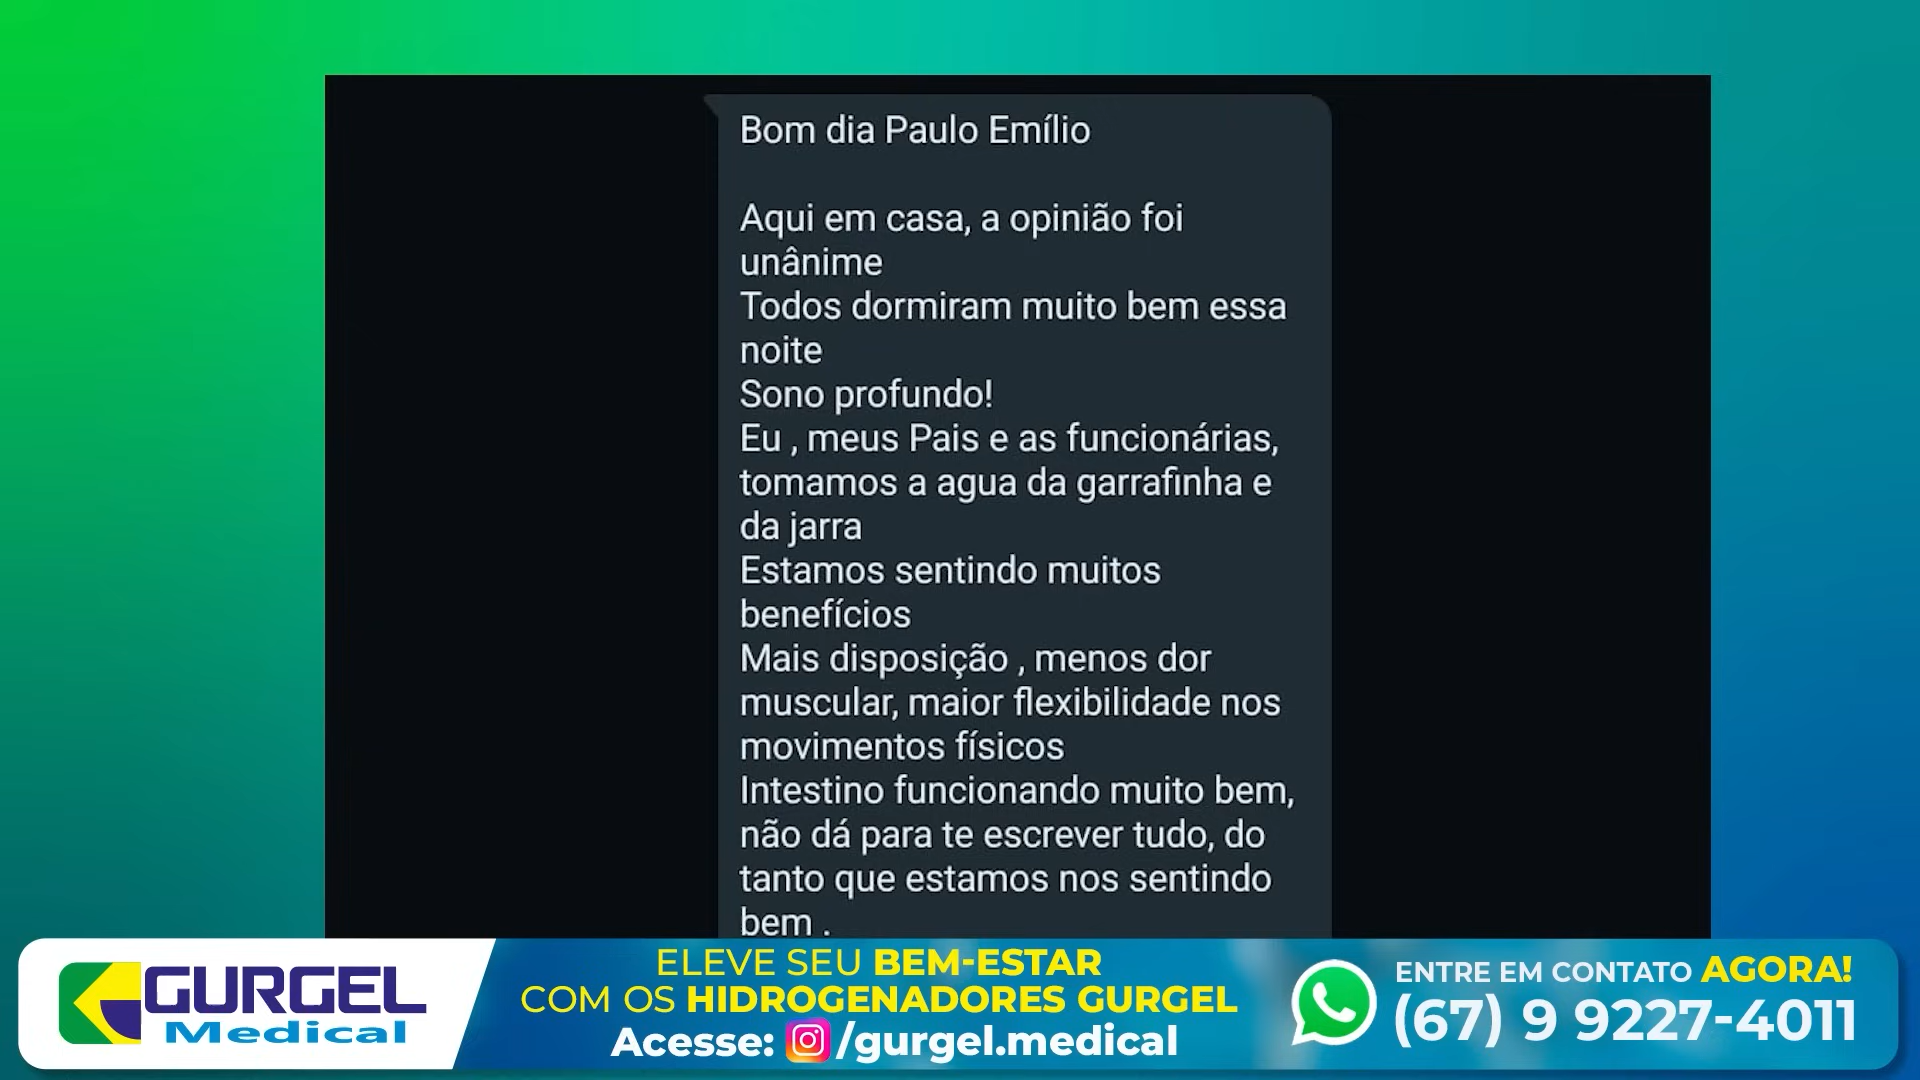 Bom dia Paulo Emílio
Aqui em casa, a opinião foi
unânime
Todos dormiram muito bem essa
noite
Sono profundo!
Eu , meus Pais e as funcionárias,
tomamos a agua da garrafinha e
da jarra
Estamos sentindo muitos
benefícios
Mais disposição , menos dor
muscular, maior flexibilidade nos
movimentos físicos
Intestino funcionando muito bem,
não dá para te escrever tudo, do
tanto que estamos nos sentindo
bem .
GURGEL
Medical
ELEVE SEU BEM-ESTAR
COM OS HIDROGENADORES GURGEL
Acesse: /gurgel.medical
ENTRE EM CONTATO AGORA!
(67) 9 9227-4011